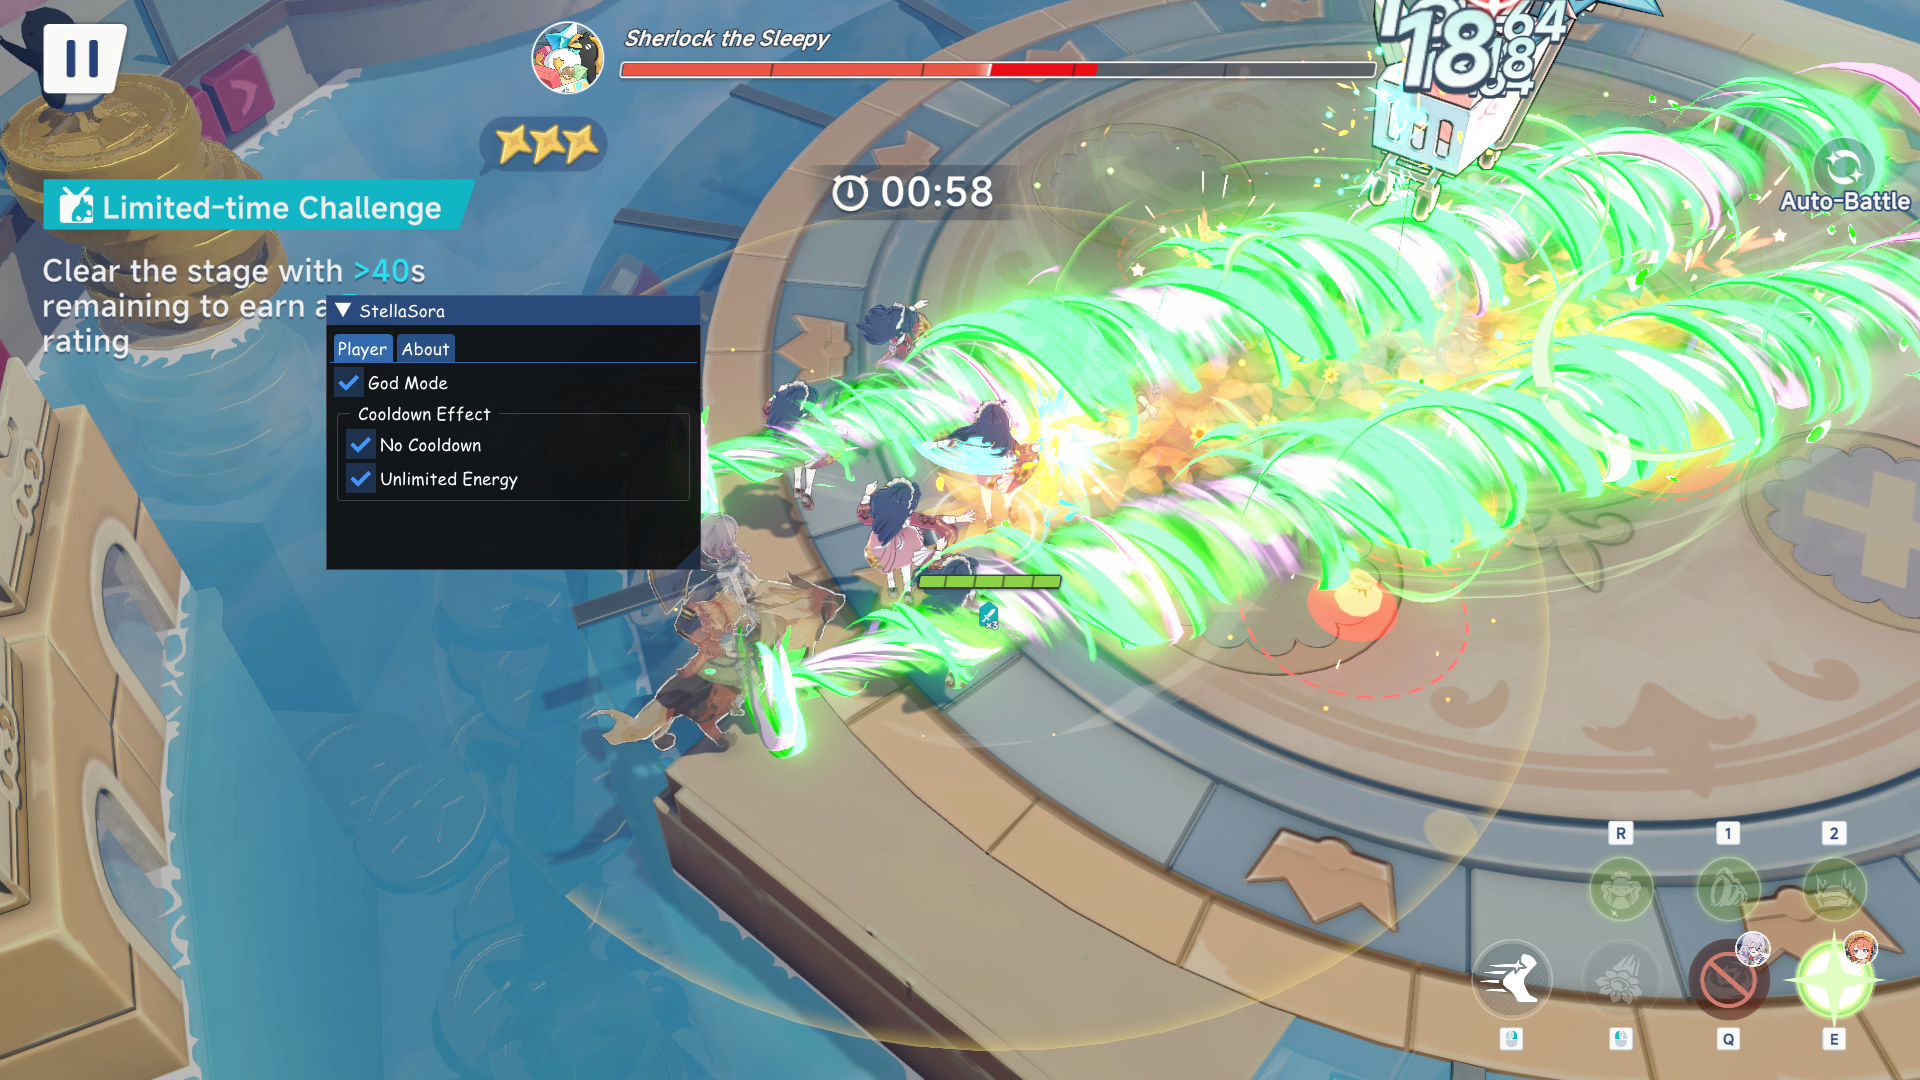 Sherlock the Sleepy
00:58
Auto-Battle
Limited-time Challenge
Clear the stage with >40s
remaining to earn a
rating
StellaSora
Player About
God Mode
Cooldown Effect
No Cooldown
Unlimited Energy
x3
R 1 2
Q E